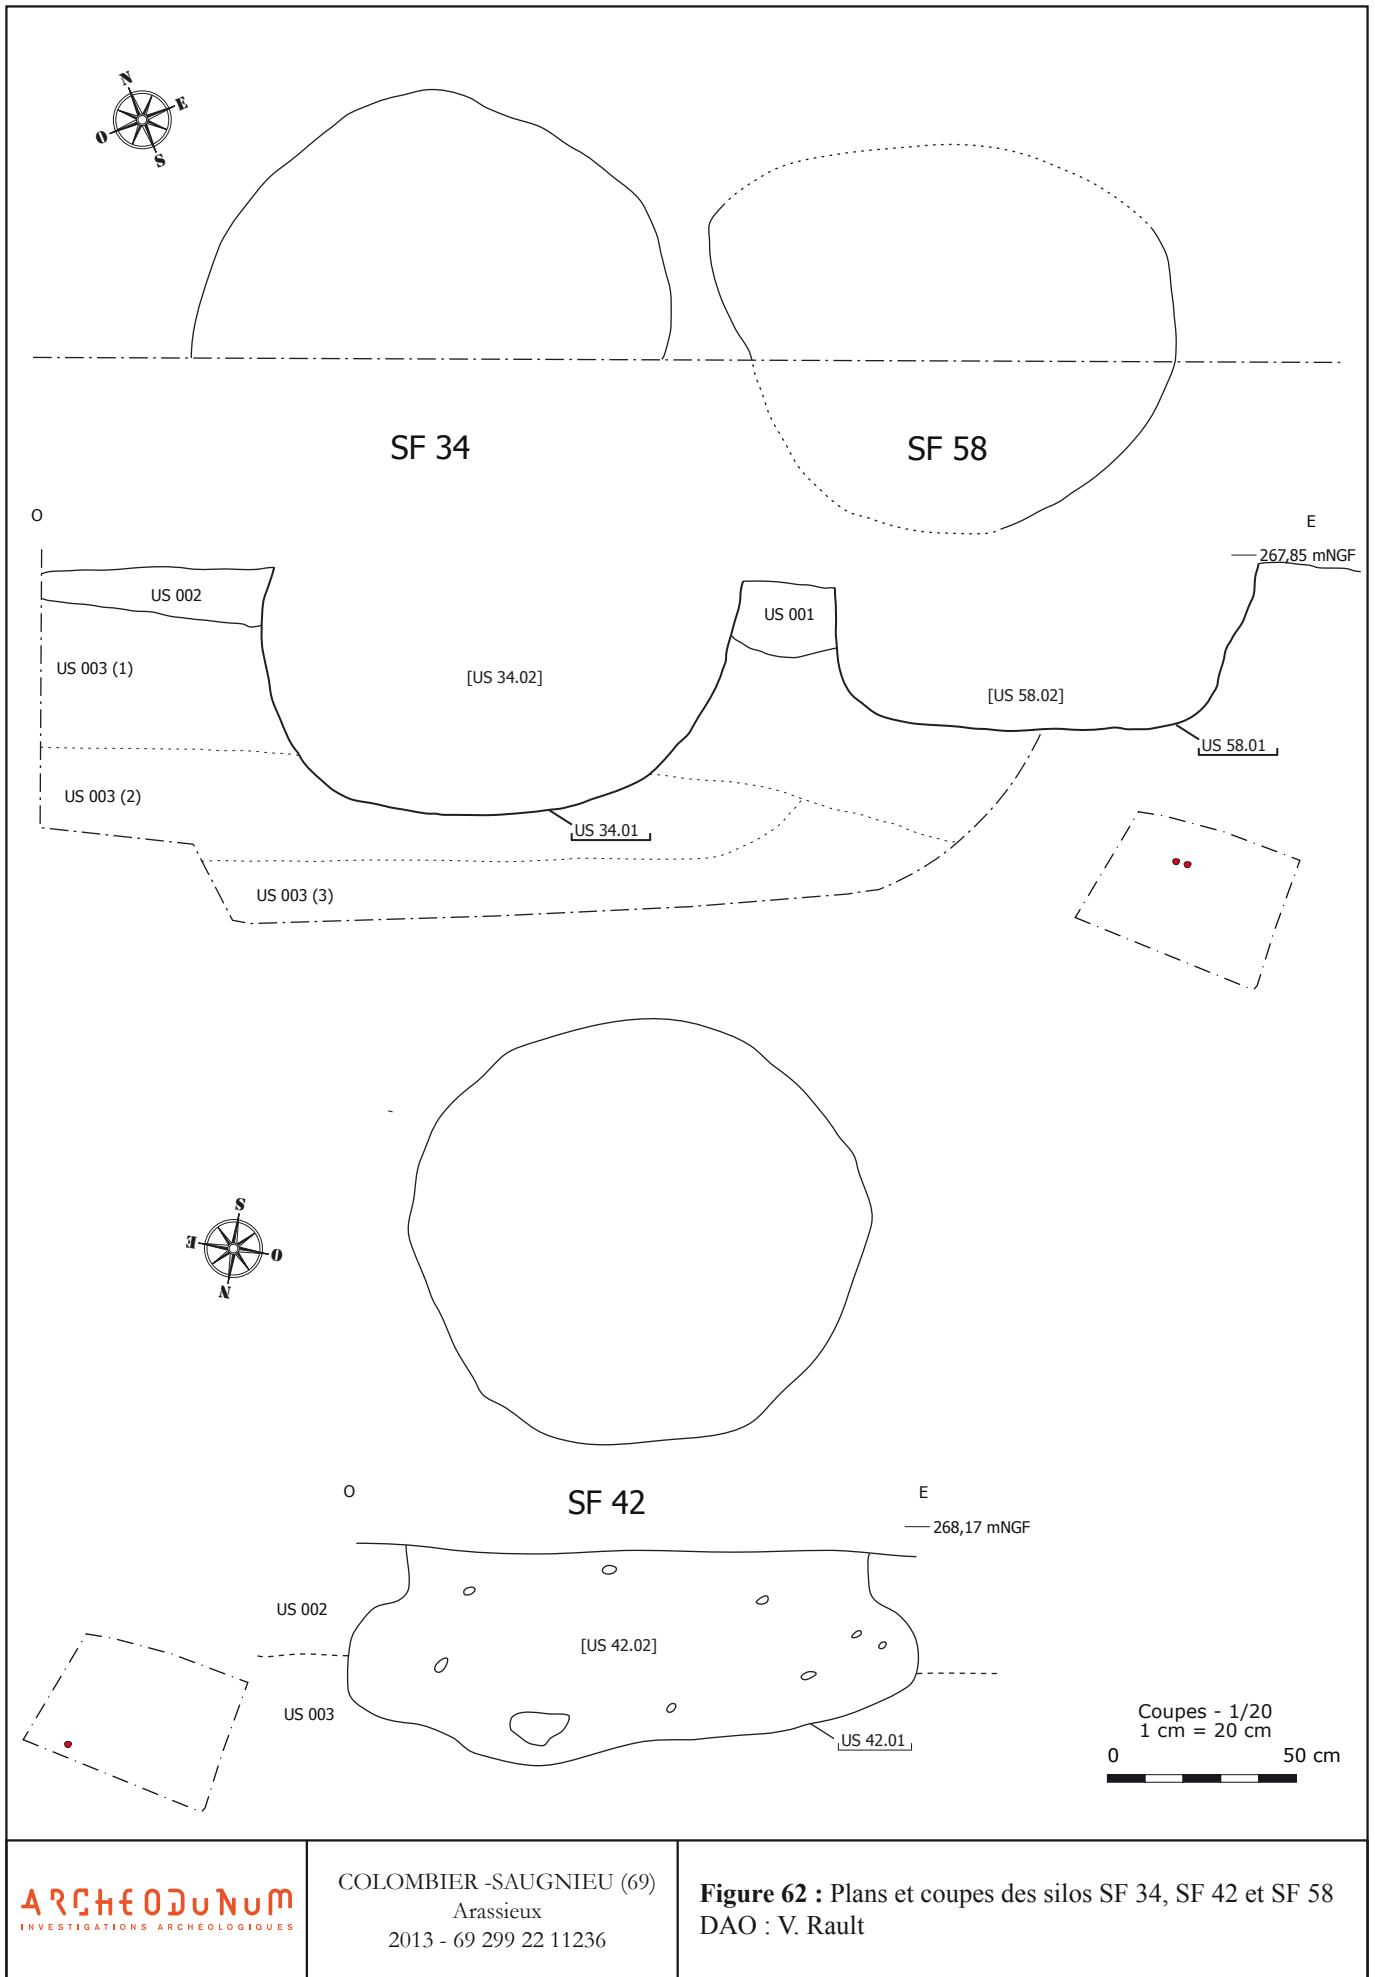 N
E
O
S
SF 34
SF 58
O
E
267,85 mNGF
US 002
US 001
US 003 (1)
[US 34.02]
[US 58.02]
US 58.01
US 003 (2)
US 34.01
US 003 (3)
S
E
O
N
O
SF 42
E
268,17 mNGF
US 002
[US 42.02]
US 003
US 42.01
Coupes - 1/20
1 cm = 20 cm
0
50 cm
ARCHEODUNUM
INVESTIGATIONS ARCHÉOLOGIQUES
COLOMBIER -SAUGNIEU (69)
Arassieux
2013 - 69 299 22 11236
Figure 62 : Plans et coupes des silos SF 34, SF 42 et SF 58
DAO : V. Rault